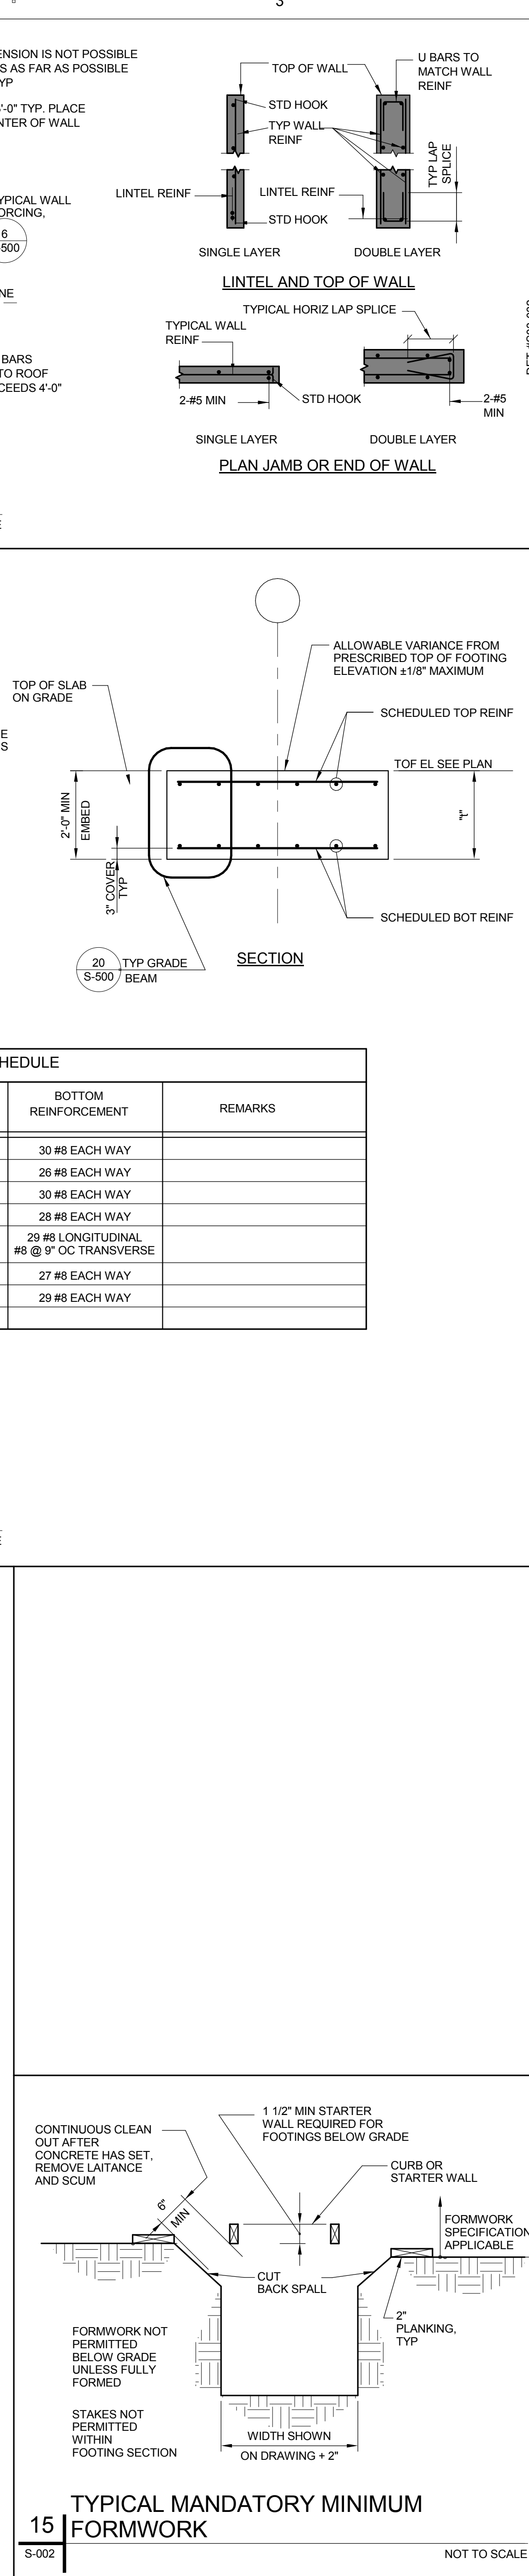 3
ENSION IS NOT POSSIBLE
S AS FAR AS POSSIBLE
YP
'-0" TYP. PLACE
NTER OF WALL
YPICAL WALL
ORCING,
6
-500
NE
BARS
TO ROOF
CEEDS 4'-0"
TOP OF WALL
U BARS TO
MATCH WALL
REINF
STD HOOK
TYP WALL
REINF
TYP LAP
SPLICE
LINTEL REINF
LINTEL REINF
STD HOOK
SINGLE LAYER
DOUBLE LAYER
LINTEL AND TOP OF WALL
TYPICAL HORIZ LAP SPLICE
TYPICAL WALL
REINF
2-#5 MIN
STD HOOK
2-#5
MIN
SINGLE LAYER
DOUBLE LAYER
PLAN JAMB OR END OF WALL
E
ALLOWABLE VARIANCE FROM
PRESCRIBED TOP OF FOOTING
ELEVATION ±1/8" MAXIMUM
TOP OF SLAB
ON GRADE
SCHEDULED TOP REINF
E
S
TOF EL SEE PLAN
2'-0" MIN
EMBED
"t"
3" COVER
TYP
SCHEDULED BOT REINF
20
S-500
TYP GRADE
BEAM
SECTION
HEDULE
BOTTOM
REINFORCEMENT
REMARKS
30 #8 EACH WAY
26 #8 EACH WAY
30 #8 EACH WAY
28 #8 EACH WAY
29 #8 LONGITUDINAL
#8 @ 9" OC TRANSVERSE
27 #8 EACH WAY
29 #8 EACH WAY
E
1 1/2" MIN STARTER
WALL REQUIRED FOR
FOOTINGS BELOW GRADE
CONTINUOUS CLEAN
OUT AFTER
CONCRETE HAS SET,
REMOVE LAITANCE
AND SCUM
CURB OR
STARTER WALL
6"
MIN
FORMWORK
SPECIFICATION
APPLICABLE
CUT
BACK SPALL
2"
PLANKING,
TYP
FORMWORK NOT
PERMITTED
BELOW GRADE
UNLESS FULLY
FORMED
STAKES NOT
PERMITTED
WITHIN
FOOTING SECTION
WIDTH SHOWN
ON DRAWING + 2"
15
S-002
TYPICAL MANDATORY MINIMUM
FORMWORK
NOT TO SCALE